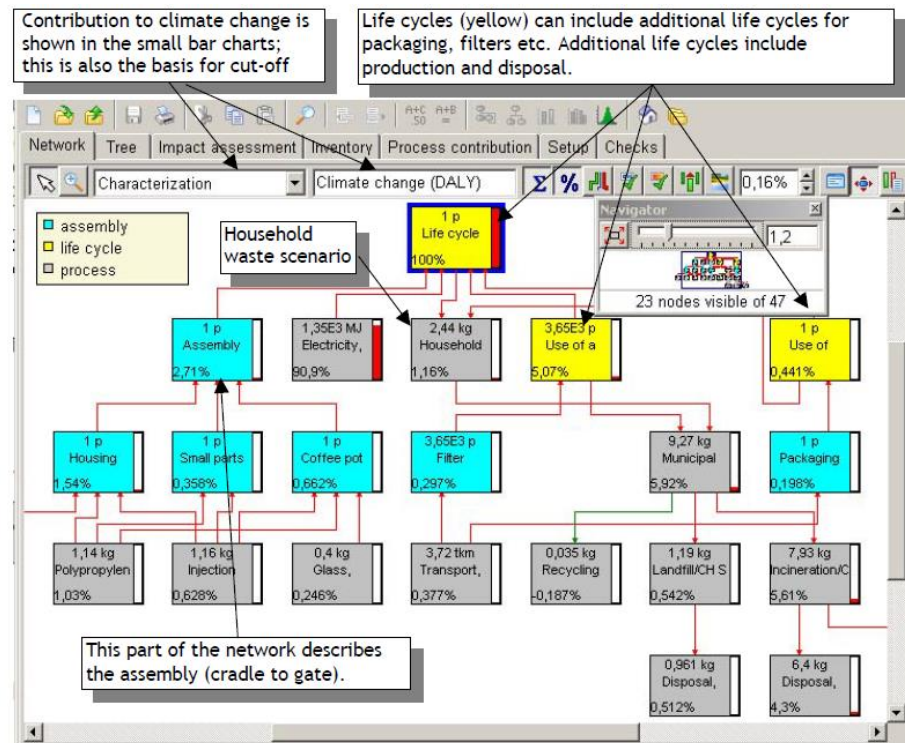 Contribution to climate change is
shown in the small bar charts;
this is also the basis for cut-off
Life cycles (yellow) can include additional life cycles for
packaging, filters etc. Additional life cycles include
production and disposal.
A+C
50
A+B
=
Network
Tree
Impact assessment
Inventory
Process contribution
Setup
Checks
Characterization
Climate change (DALY)
Σ
%
0,16%
assembly
life cycle
process
Household
waste scenario
1 p
Life cycle
100%
Navigator
1,2
23 nodes visible of 47
1 p
Assembly
2,71%
1,35E3 MJ
Electricity,
90,9%
2,44 kg
Household
1,16%
3,65E3 p
Use of a
5,07%
1 p
Use of
0,441%
1 p
Housing
1,54%
1 p
Small parts
0,358%
1 p
Coffee pot
0,662%
3,65E3 p
Filter
0,297%
9,27 kg
Municipal
5,92%
1 p
Packaging
0,198%
1,14 kg
Polypropylen
1,03%
1,16 kg
Injection
0,628%
0,4 kg
Glass,
0,246%
3,72 tkm
Transport,
0,377%
0,035 kg
Recycling
-0,187%
1,19 kg
Landfill/CH S
0,542%
7,93 kg
Incineration/C
5,61%
This part of the network describes
the assembly (cradle to gate).
0,961 kg
Disposal,
0,512%
6,4 kg
Disposal,
4,3%